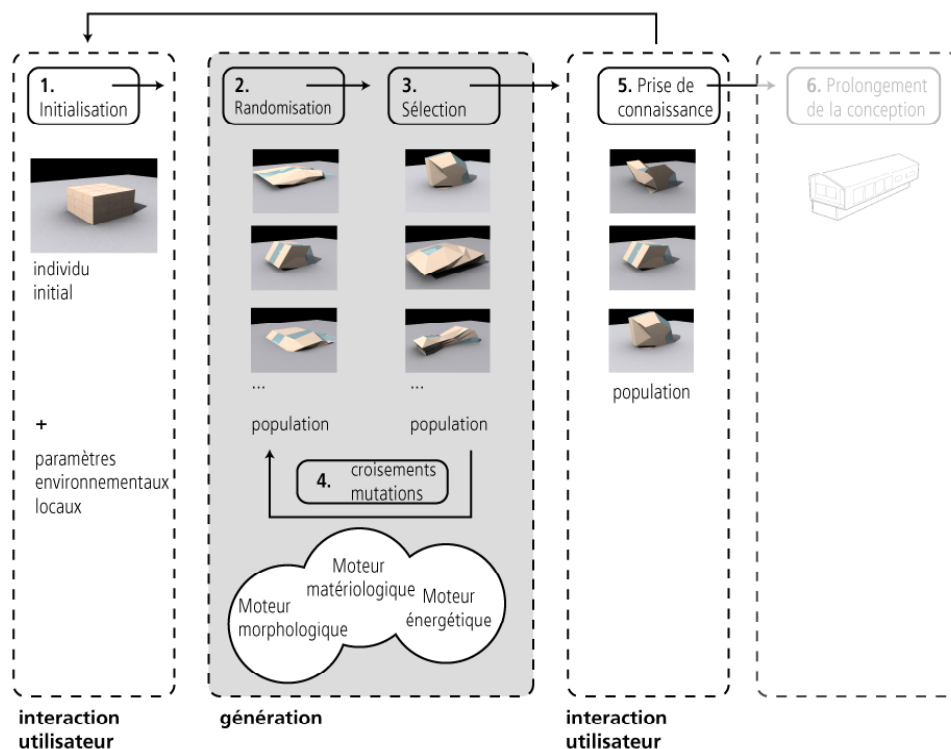 1.
Initialisation
individu
initial
+
paramètres
environnementaux
locaux
interaction
utilisateur
2.
Randomisation
3.
Sélection
...
...
population
population
4. croisements
mutations
Moteur
matériologique
Moteur
morphologique
Moteur
énergétique
génération
5. Prise de
connaissance
population
interaction
utilisateur
6. Prolongement
de la conception